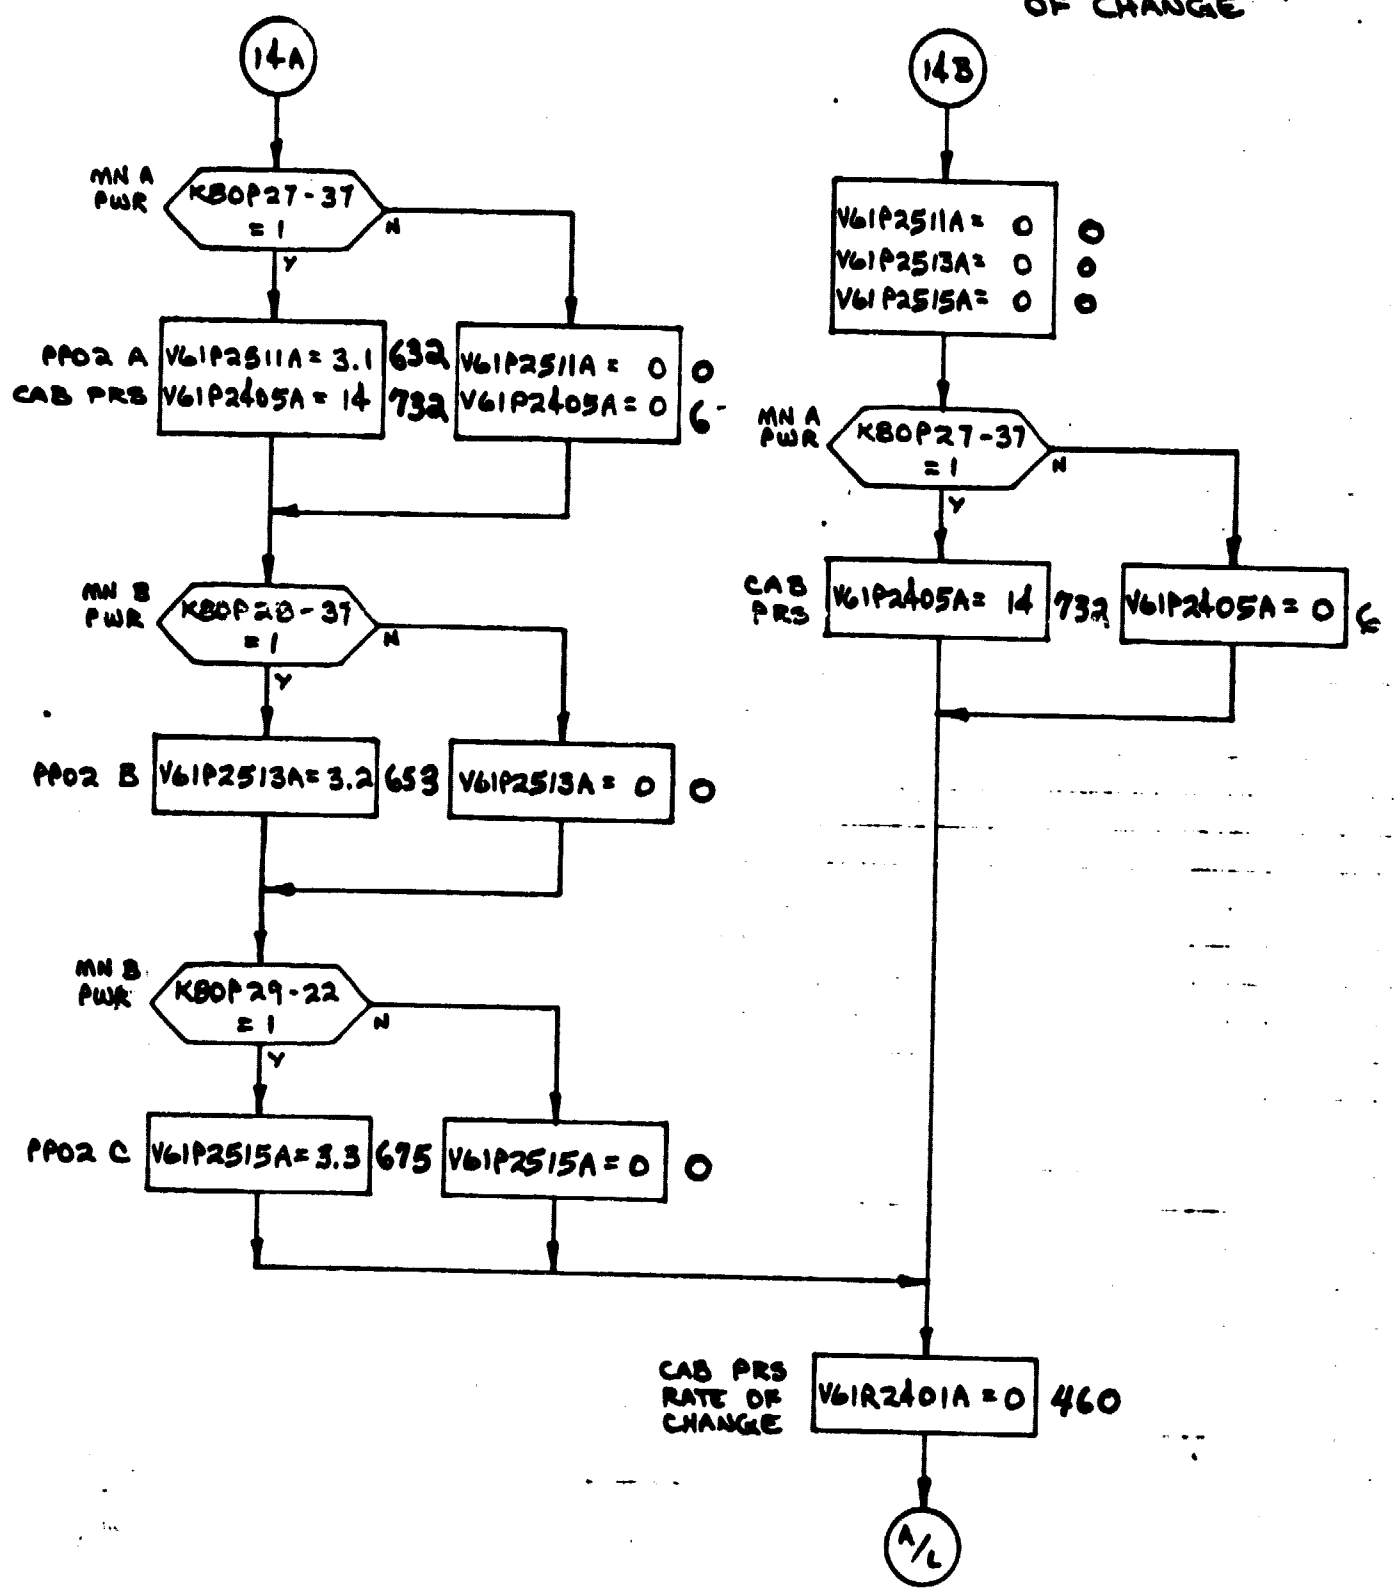 OF CHANGE
14A
MN A
PWR
K80P27-37
= 1
N
Y
PPO2 A
CAB PRS
V61P2511A = 3.1
V61P2405A = 14
632
732
V61P2511A = 0
V61P2405A = 0
0
MN B
PWR
K80P28-37
= 1
N
Y
PPO2 B
V61P2513A = 3.2
653
V61P2513A = 0
0
MN B
PWR
K80P29-22
= 1
N
Y
PPO2 C
V61P2515A = 3.3
675
V61P2515A = 0
0
14B
V61P2511A = 0
V61P2513A = 0
V61P2515A = 0
0
0
0
MN A
PWR
K80P27-37
= 1
N
Y
CAB
PRS
V61P2405A = 14
732
V61P2405A = 0
CAB PRS
RATE OF
CHANGE
V61R2401A = 0
460
A/L